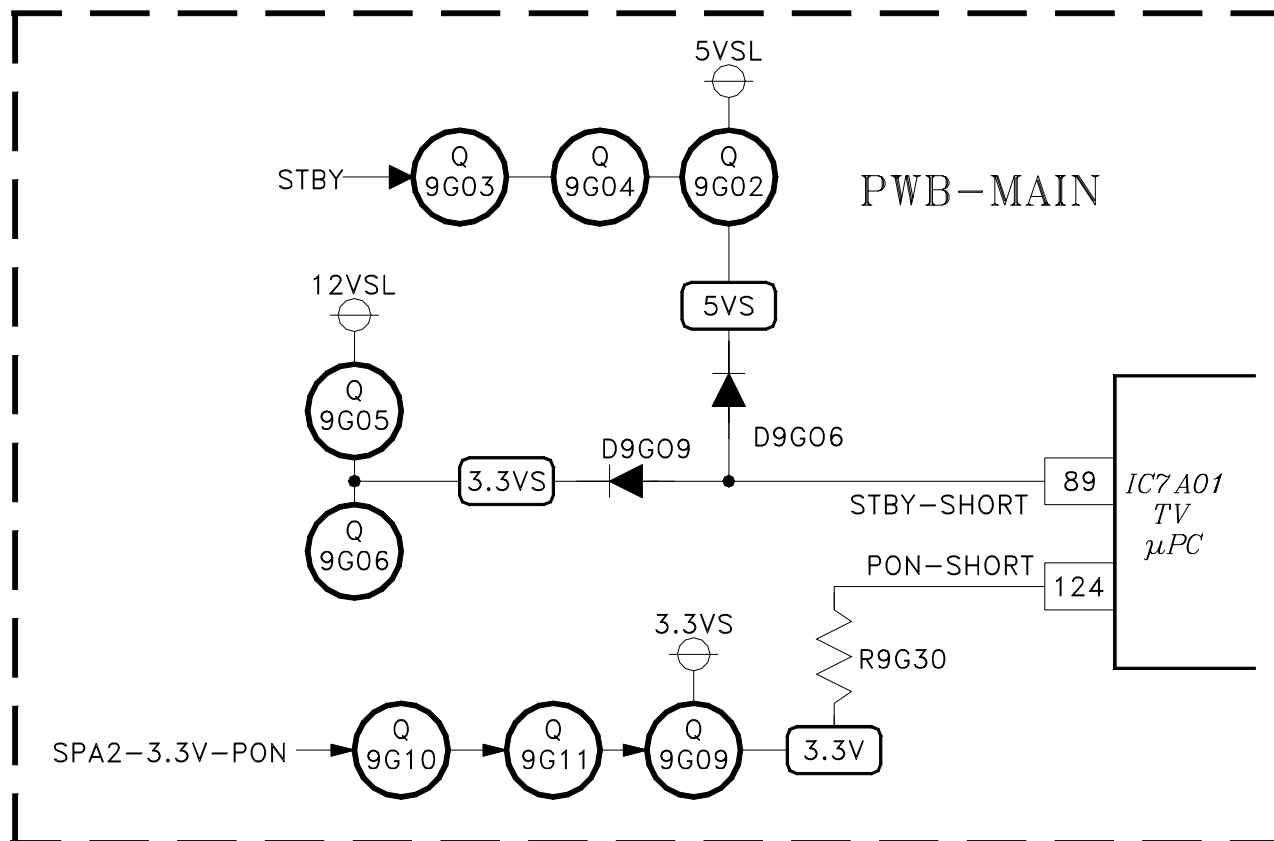 5VSL
STBY
Q
9G03
Q
9G04
Q
9G02
PWB-MAIN
12VSL
5VS
Q
9G05
D9G09
D9G06
3.3VS
89
IC7A01
TV
µPC
STBY-SHORT
Q
9G06
PON-SHORT
124
3.3VS
R9G30
SPA2-3.3V-PON
Q
9G10
Q
9G11
Q
9G09
3.3V